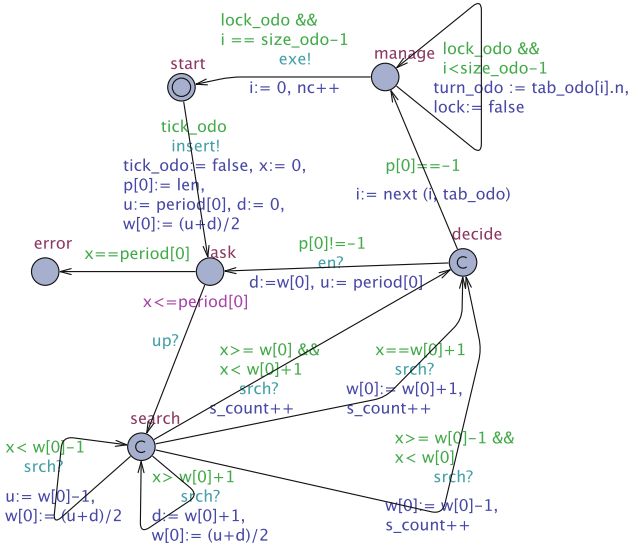 lock_odo &&
i == size_odo-1
exe!
i:= 0, nc++
start
manage
lock_odo &&
i<size_odo-1
turn_odo := tab_odo[i].n,
lock:= false
tick_odo
insert!
tick_odo:= false, x:= 0,
p[0]:= len,
u:= period[0], d:= 0,
w[0]:= (u+d)/2
p[0]==-1
i:= next (i, tab_odo)
decide
C
error
x==period[0]
ask
x<=period[0]
p[0]!=-1
en?
d:=w[0], u:= period[0]
up?
x>= w[0] &&
x< w[0]+1
srch?
s_count++
x==w[0]+1
srch?
w[0]:= w[0]+1,
s_count++
search
C
x>= w[0]-1 &&
x< w[0]
srch?
w[0]:= w[0]-1,
s_count++
x< w[0]-1
srch?
u:= w[0]-1,
w[0]:= (u+d)/2
x> w[0]+1
srch?
d:= w[0]+1,
w[0]:= (u+d)/2